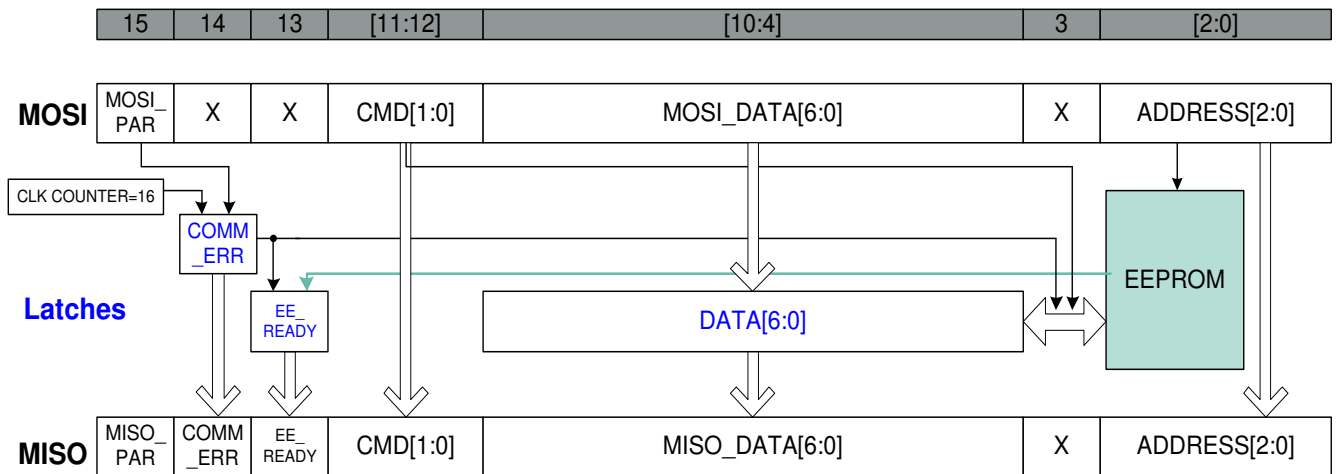 15 14 13 [11:12] [10:4] 3 [2:0]
MOSI MOSI_
PAR X X CMD[1:0] MOSI_DATA[6:0] X ADDRESS[2:0]
CLK COUNTER=16
COMM
_ERR
EEPROM
Latches
EE_
READY
DATA[6:0]
MISO MISO_
PAR COMM
_ERR EE_
READY CMD[1:0] MISO_DATA[6:0] X ADDRESS[2:0]